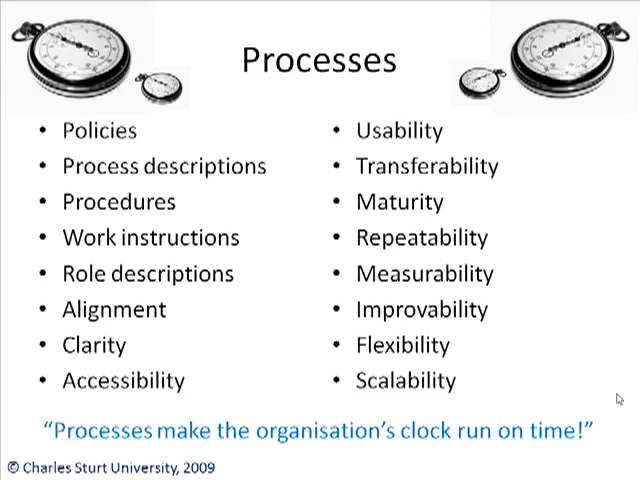 Processes
• Policies
• Process descriptions
• Procedures
• Work instructions
• Role descriptions
• Alignment
• Clarity
• Accessibility
• Usability
• Transferability
• Maturity
• Repeatability
• Measurability
• Improvability
• Flexibility
• Scalability
“Processes make the organisation’s clock run on time!”
© Charles Sturt University, 2009